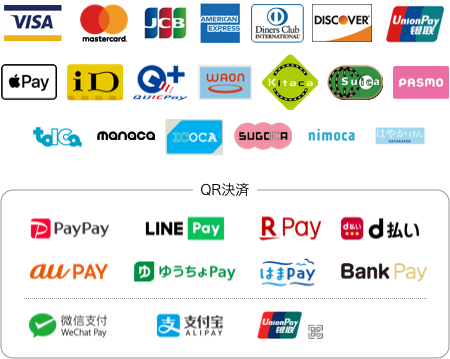 VISA mastercard. JCB AMERICAN EXPRESS Diners Club INTERNATIONAL DISCOVER UnionPay 银联
Pay iD QUICPay WAON Kitaca Suica PASMO
toica manaca ICOCA SUGOCA nimoca はやかけん HAYAKAKEN
QR決済
PayPay LINE Pay R Pay d払い d払い
au PAY ゆうちょPay はまPay Bank Pay
微信支付 WeChat Pay 支付宝 ALIPAY UnionPay 银联